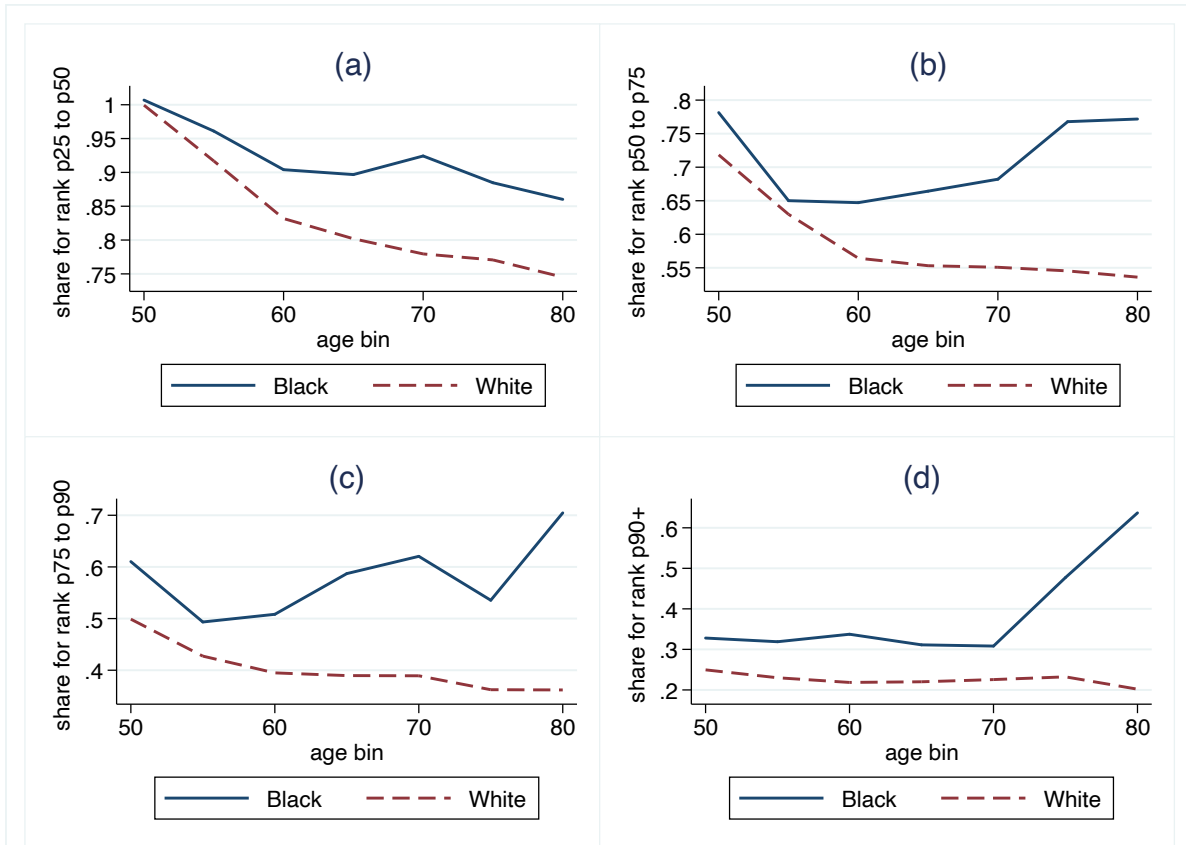 (a)
share for rank p25 to p50
1
.95
.9
.85
.8
.75
50 60 70 80
age bin
Black White
(b)
share for rank p50 to p75
.8
.75
.7
.65
.6
.55
50 60 70 80
age bin
Black White
(c)
share for rank p75 to p90
.7
.6
.5
.4
50 60 70 80
age bin
Black White
(d)
share for rank p90+
.6
.5
.4
.3
.2
50 60 70 80
age bin
Black White